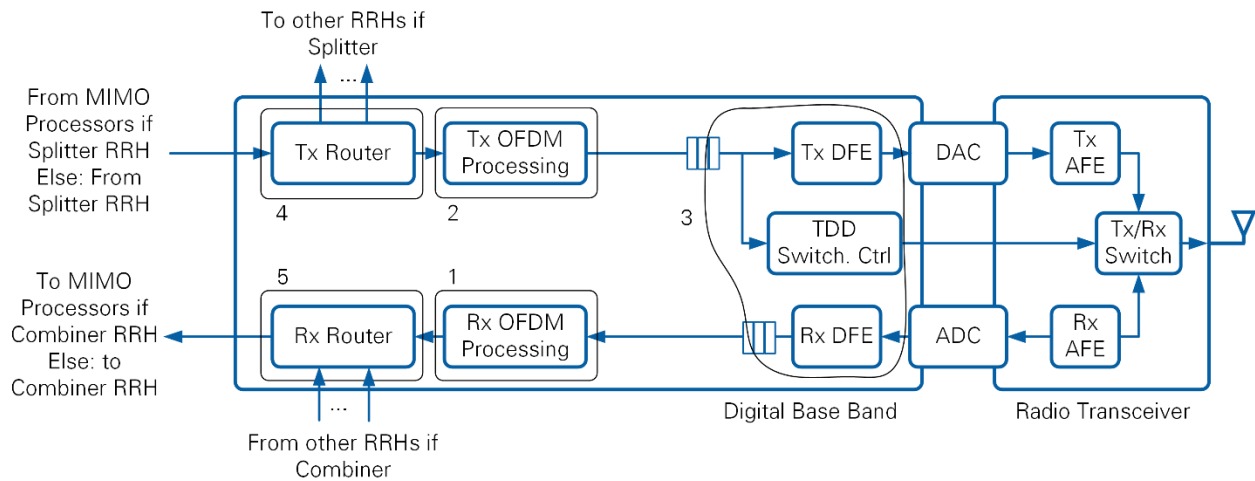 To other RRHs if
Splitter
...
From MIMO
Processors if
Splitter RRH
Else: From
Splitter RRH
Tx Router
4
Tx OFDM
Processing
2
3
Tx DFE
DAC
Tx
AFE
TDD
Switch. Ctrl
Tx/Rx
Switch
To MIMO
Processors if
Combiner RRH
Else: to
Combiner RRH
5
Rx Router
1
Rx OFDM
Processing
Rx DFE
ADC
Rx
AFE
...
From other RRHs if
Combiner
Digital Base Band
Radio Transceiver